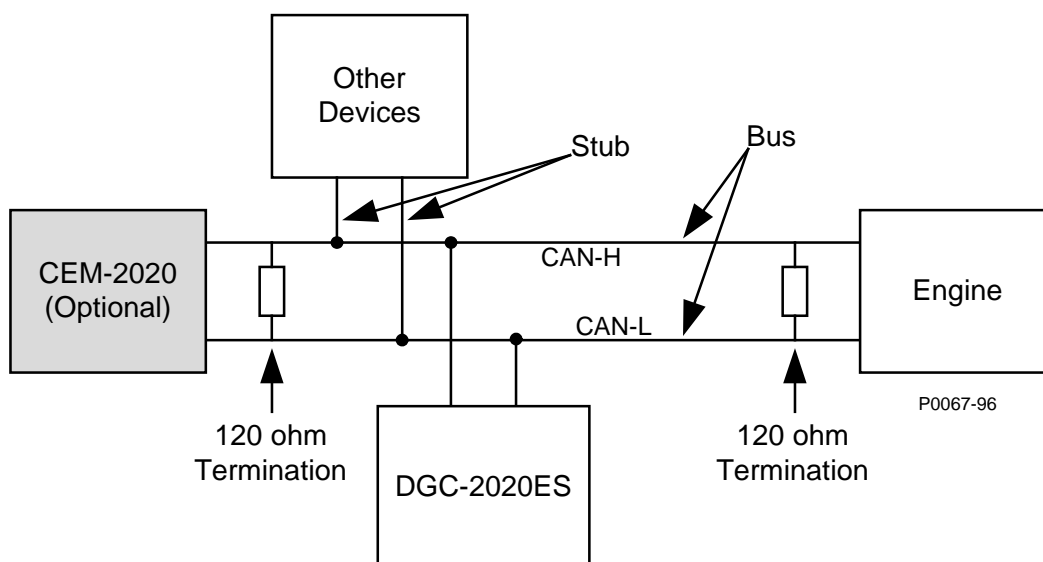 Other
Devices
Stub
Bus
CEM-2020
(Optional)
CAN-H
Engine
CAN-L
P0067-96
120 ohm
Termination
DGC-2020ES
120 ohm
Termination